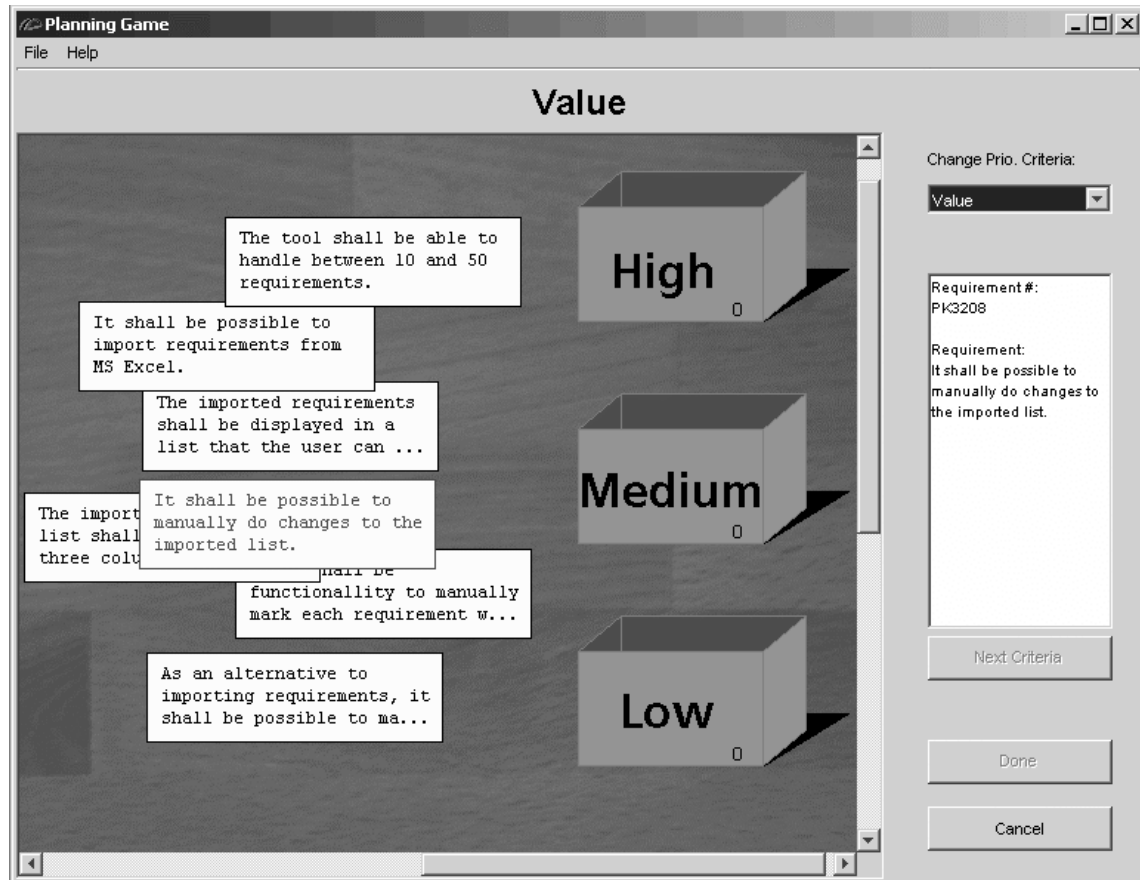 Planning Game
File Help
Value
The tool shall be able to
handle between 10 and 50
requirements.
It shall be possible to
import requirements from
MS Excel.
The imported requirements
shall be displayed in a
list that the user can ...
The import
list shall
three colu
It shall be possible to
manually do changes to the
imported list.
hall be
functionallity to manually
mark each requirement w...
As an alternative to
importing requirements, it
shall be possible to ma...
High
0
Medium
0
Low
0
Change Prio. Criteria:
Value
Requirement #:
PK3208
Requirement:
It shall be possible to
manually do changes to
the imported list.
Next Criteria
Done
Cancel